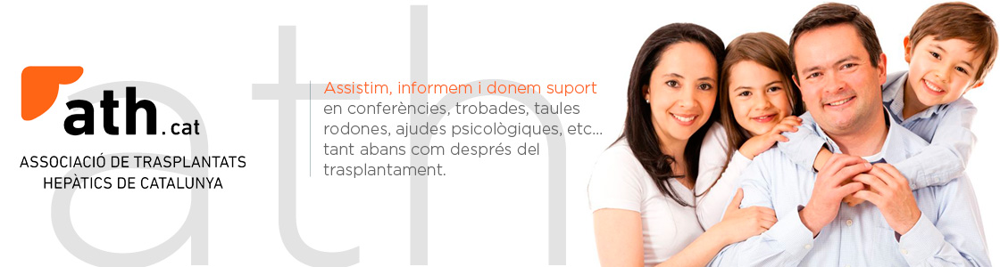 ath.cat
ASSOCIACIÓ DE TRASPLANTATS
HEPÀTICS DE CATALUNYA
ath
Assistim, informem i donem suport
en conferències, trobades, taules
rodones, ajudes psicològiques, etc...
tant abans com després del
trasplantament.